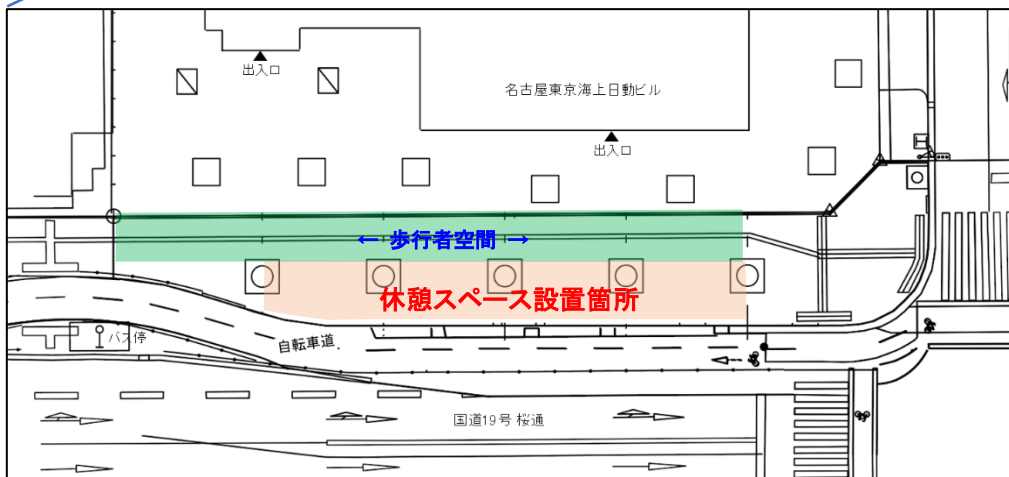 出入口
名古屋東京海上日動ビル
出入口
← 歩行者空間 →
休憩スペース設置箇所
バス停
自転車道
国道19号 桜通